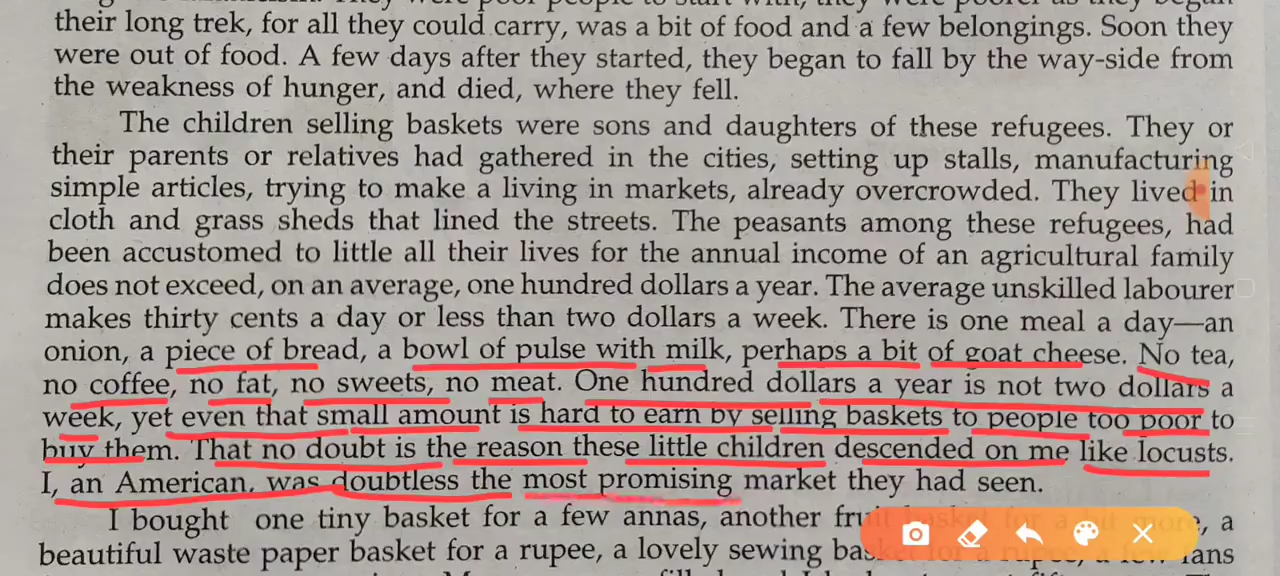 their long trek, for all they could carry, was a bit of food and a few belongings. Soon they
were out of food. A few days after they started, they began to fall by the way-side from
the weakness of hunger, and died, where they fell.
The children selling baskets were sons and daughters of these refugees. They or
their parents or relatives had gathered in the cities, setting up stalls, manufacturing
simple articles, trying to make a living in markets, already overcrowded. They lived in
cloth and grass sheds that lined the streets. The peasants among these refugees, had
been accustomed to little all their lives for the annual income of an agricultural family
does not exceed, on an average, one hundred dollars a year. The average unskilled labourer
makes thirty cents a day or less than two dollars a week. There is one meal a day—an
onion, a piece of bread, a bowl of pulse with milk, perhaps a bit of goat cheese. No tea,
no coffee, no fat, no sweets, no meat. One hundred dollars a year is not two dollars a
week, yet even that small amount is hard to earn by selling baskets to people too poor to
buy them. That no doubt is the reason these little children descended on me like locusts.
I, an American, was doubtless the most promising market they had seen.
I bought one tiny basket for a few annas, another fruit basket for a bit more, a
beautiful waste paper basket for a rupee, a lovely sewing basket for a rupee, a few fans